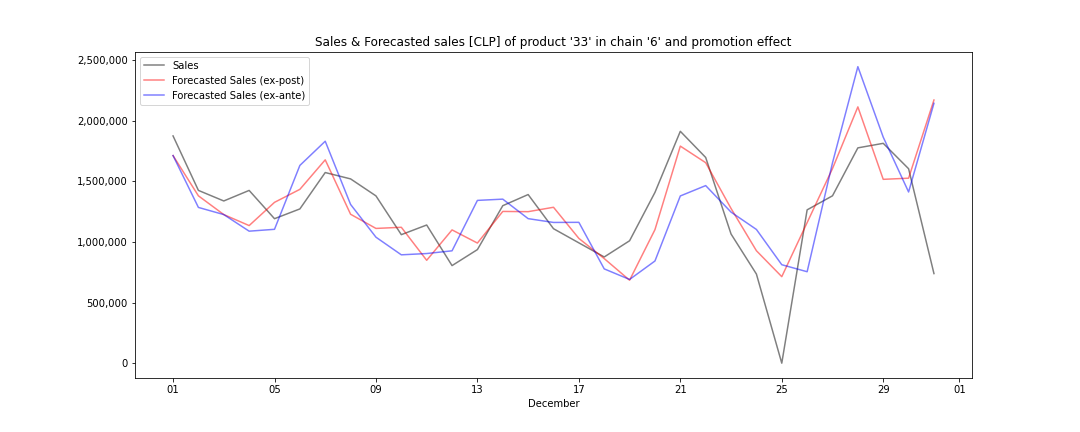 Sales & Forecasted sales [CLP] of product '33' in chain '6' and promotion effect
Sales
Forecasted Sales (ex-post)
Forecasted Sales (ex-ante)
2,500,000
2,000,000
1,500,000
1,000,000
500,000
0
01 05 09 13 17 21 25 29 01
December